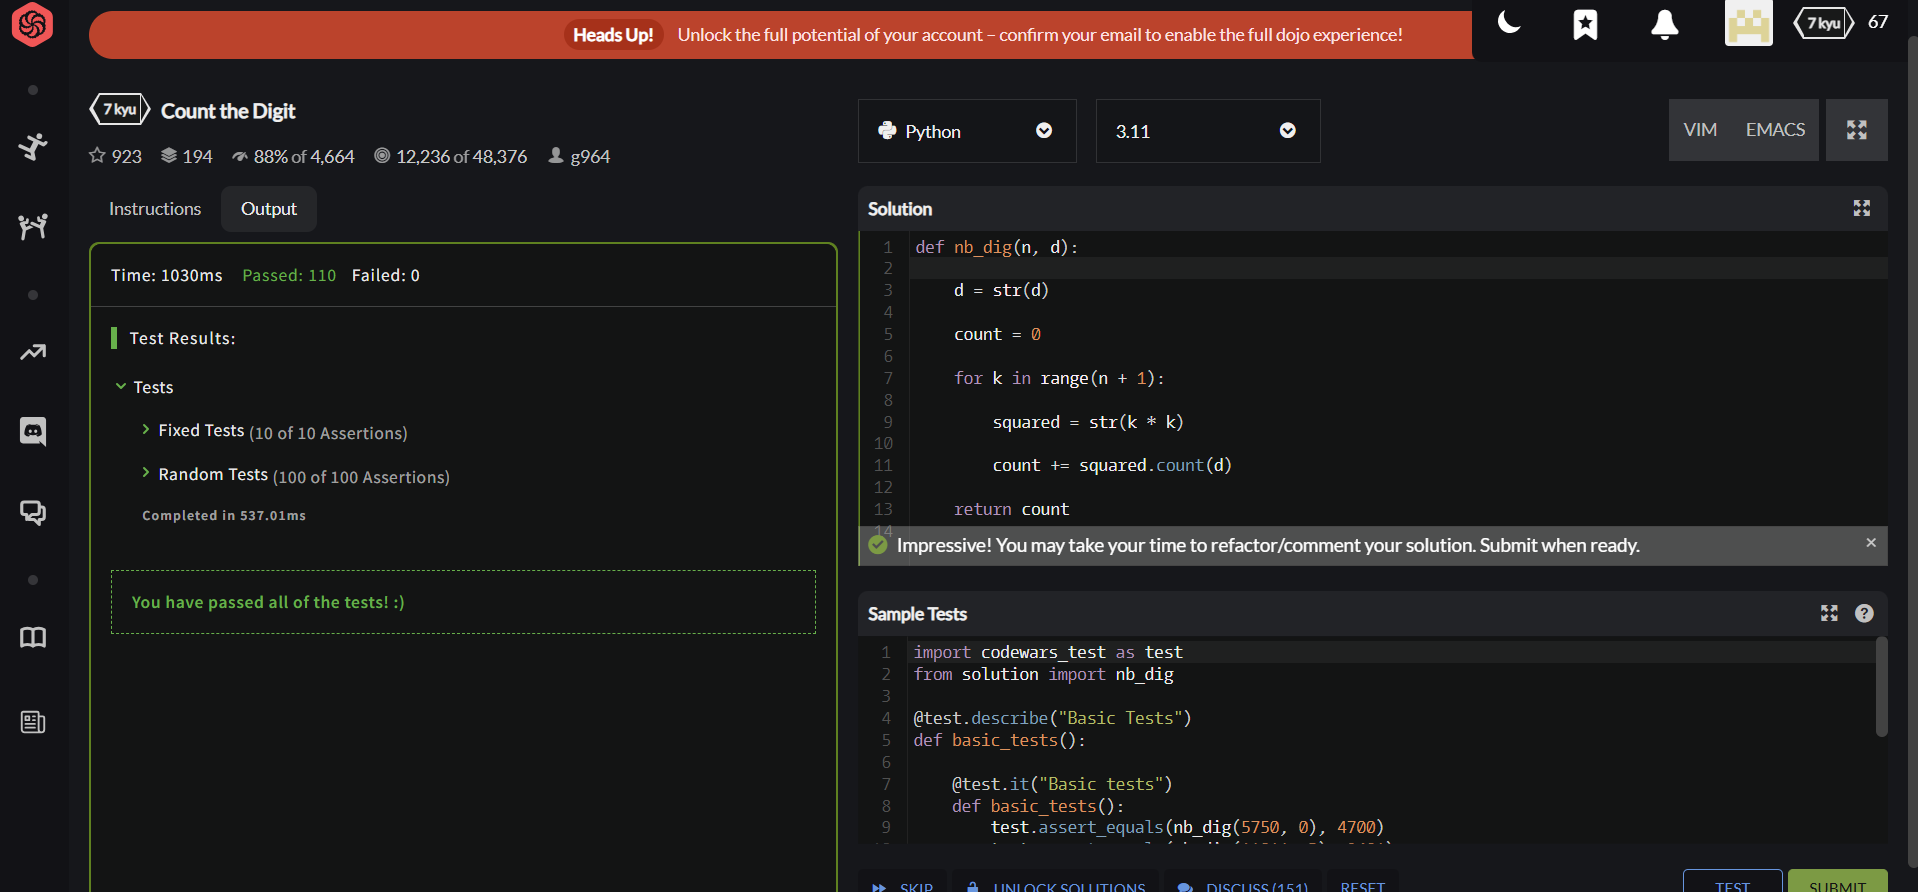 Heads Up! Unlock the full potential of your account – confirm your email to enable the full dojo experience!
7 kyu 67
7 kyu Count the Digit
923 194 88% of 4,664 12,236 of 48,376 g964
Instructions Output
Time: 1030ms Passed: 110 Failed: 0
Test Results:
Tests
Fixed Tests (10 of 10 Assertions)
Random Tests (100 of 100 Assertions)
Completed in 537.01ms
You have passed all of the tests! :)
Python 3.11 VIM EMACS
Solution
1 def nb_dig(n, d):
2
3 d = str(d)
4
5 count = 0
6
7 for k in range(n + 1):
8
9 squared = str(k * k)
10
11 count += squared.count(d)
12
13 return count
14
Impressive! You may take your time to refactor/comment your solution. Submit when ready. ×
Sample Tests ?
1 import codewars_test as test
2 from solution import nb_dig
3
4 @test.describe("Basic Tests")
5 def basic_tests():
6
7 @test.it("Basic tests")
8 def basic_tests():
9 test.assert_equals(nb_dig(5750, 0), 4700)
SKIP UNLOCK SOLUTIONS DISCUSS (151) RESET TEST SUBMIT